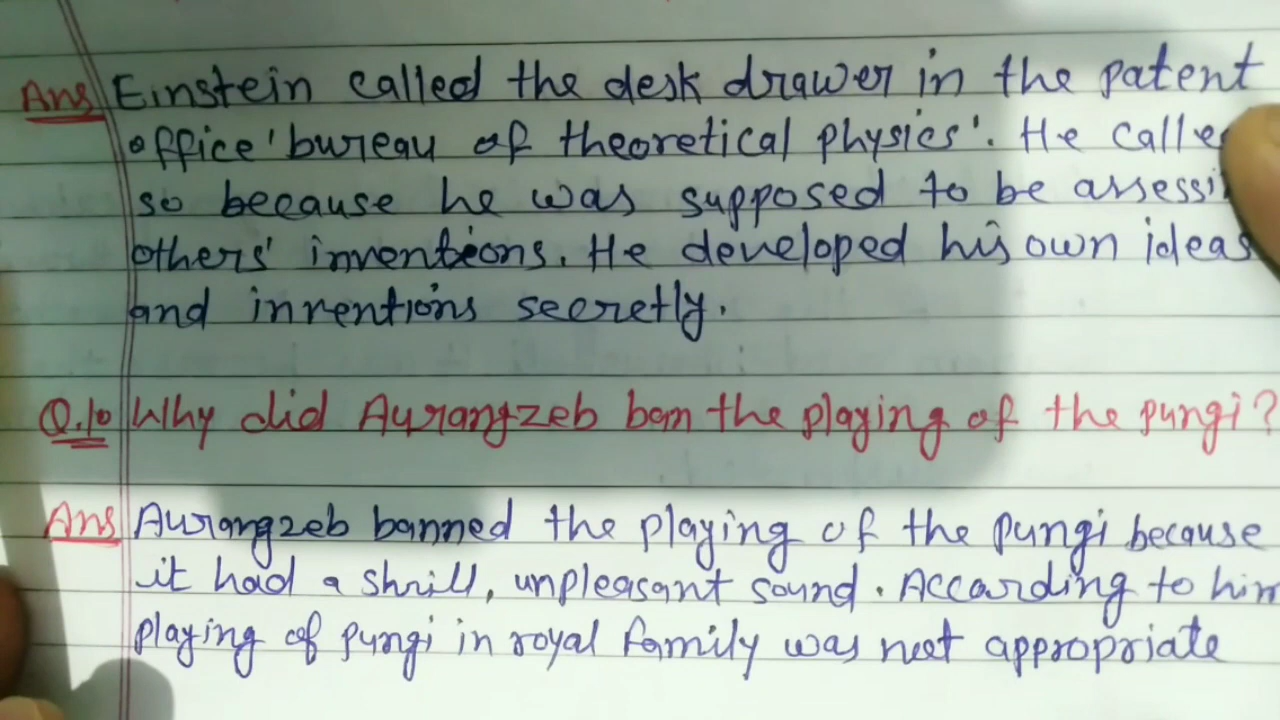 Ans Einstein called the desk drawer in the patent
office 'bureau of theoretical physics'. He calle
so because he was supposed to be assessi
others' inventions. He developed his own ideas
and inventions secretly.
Q.10 Why did Aurangzeb ban the playing of the pungi?
Ans Aurangzeb banned the playing of the pungi because
it had a shrill, unpleasant sound. According to him
playing of pungi in royal family was not appropriate